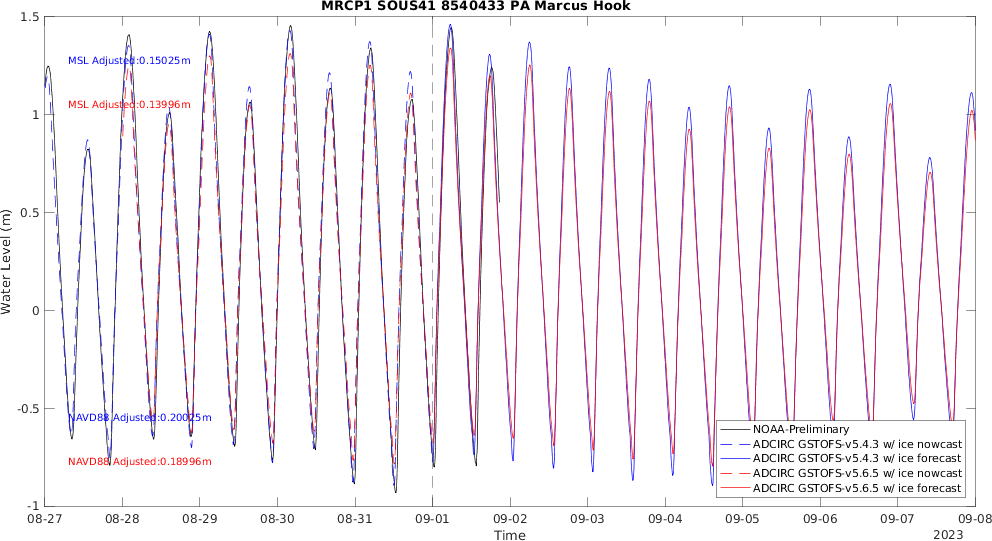 MRCP1 SOUS41 8540433 PA Marcus Hook
Water Level (m)
1.5
1
0.5
0
-0.5
-1
MSL Adjusted:0.15025m
MSL Adjusted:0.13996m
NAVD88 Adjusted:0.20025m
NAVD88 Adjusted:0.18996m
NOAA-Preliminary
ADCIRC GSTOFS-v5.4.3 w/ ice nowcast
ADCIRC GSTOFS-v5.4.3 w/ ice forecast
ADCIRC GSTOFS-v5.6.5 w/ ice nowcast
ADCIRC GSTOFS-v5.6.5 w/ ice forecast
08-27 08-28 08-29 08-30 08-31 09-01 09-02 09-03 09-04 09-05 09-06 09-07 09-08
Time
2023